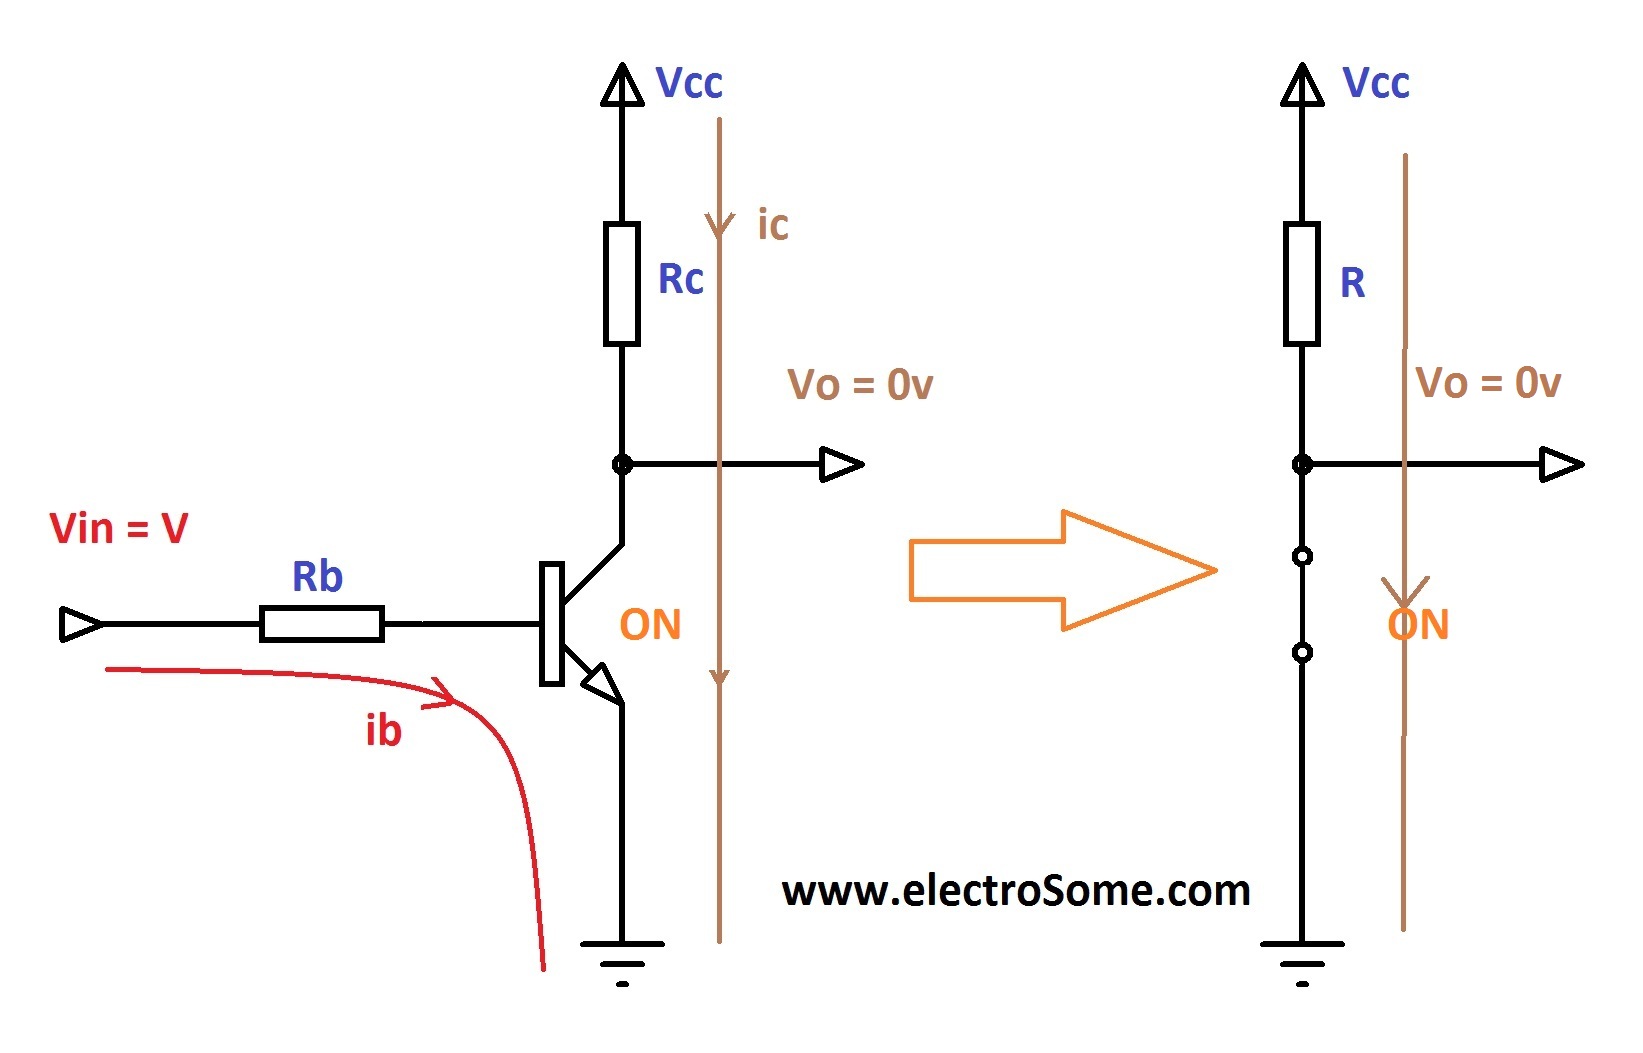 Vcc
Rc
ic
Vo = 0v
Vin = V
Rb
ON
ib
Vcc
R
Vo = 0v
ON
www.electroSome.com